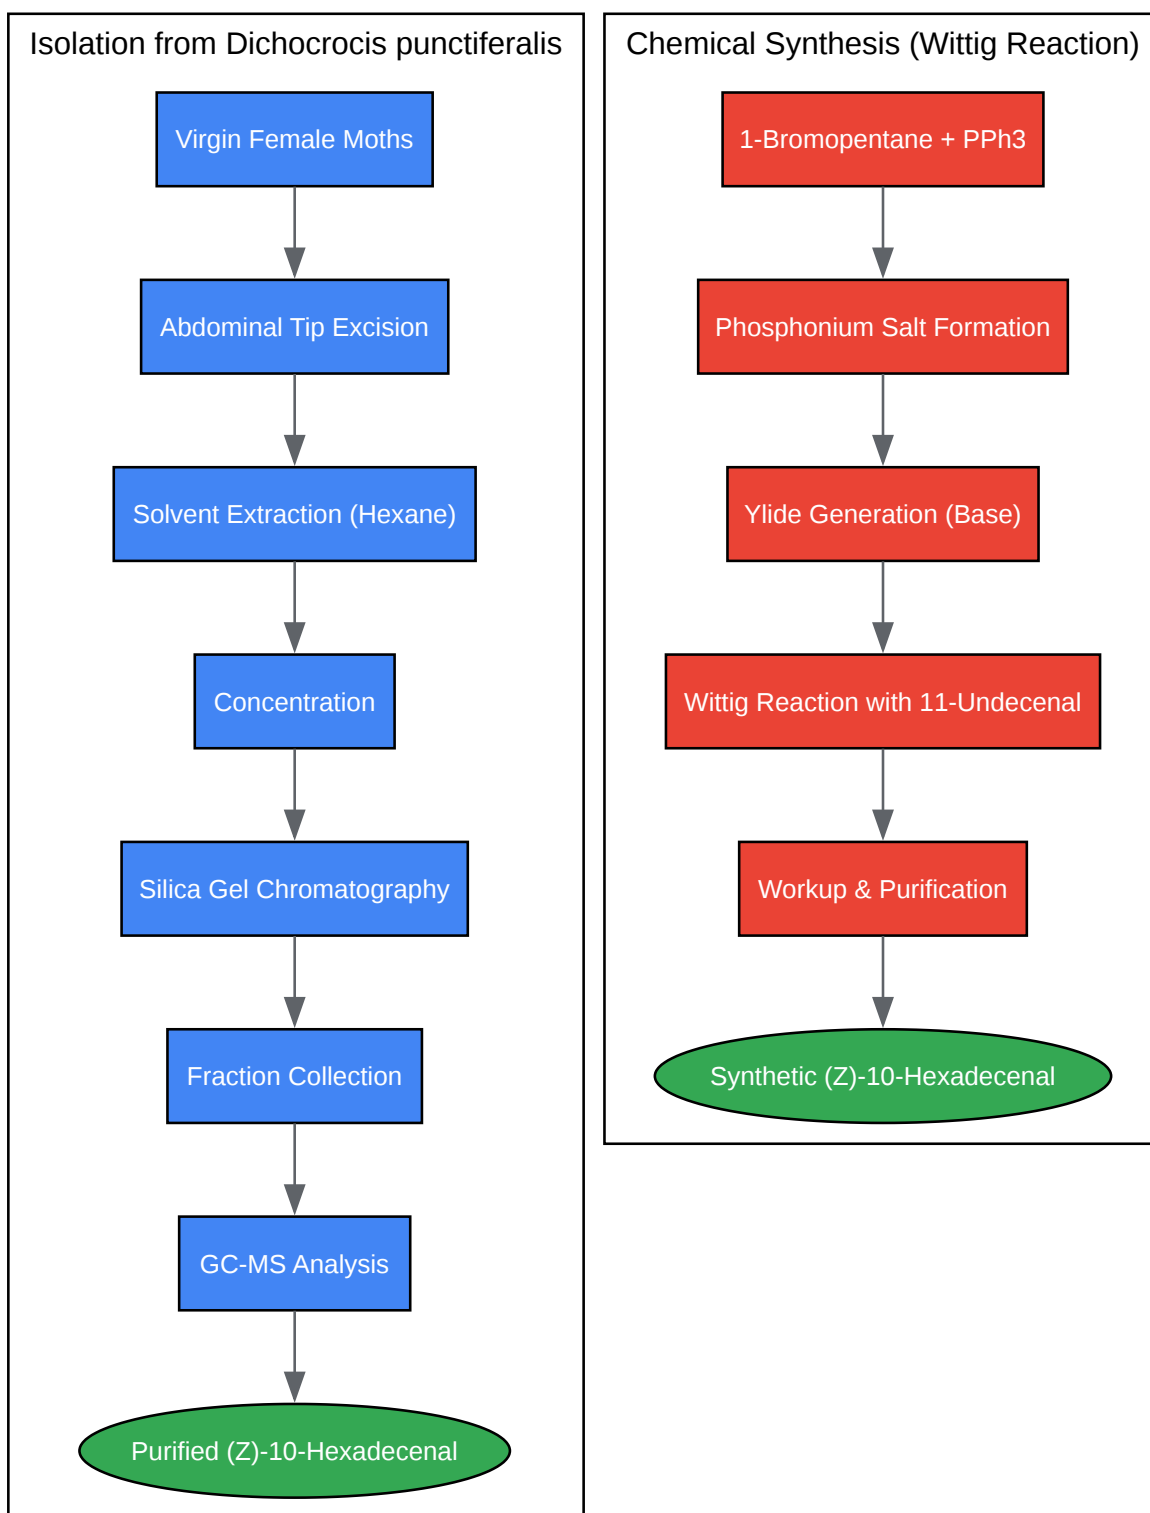 Isolation from Dichocrocis punctiferalis
Virgin Female Moths
Abdominal Tip Excision
Solvent Extraction (Hexane)
Concentration
Silica Gel Chromatography
Fraction Collection
GC-MS Analysis
Purified (Z)-10-Hexadecenal
Chemical Synthesis (Wittig Reaction)
1-Bromopentane + PPh3
Phosphonium Salt Formation
Ylide Generation (Base)
Wittig Reaction with 11-Undecenal
Workup & Purification
Synthetic (Z)-10-Hexadecenal